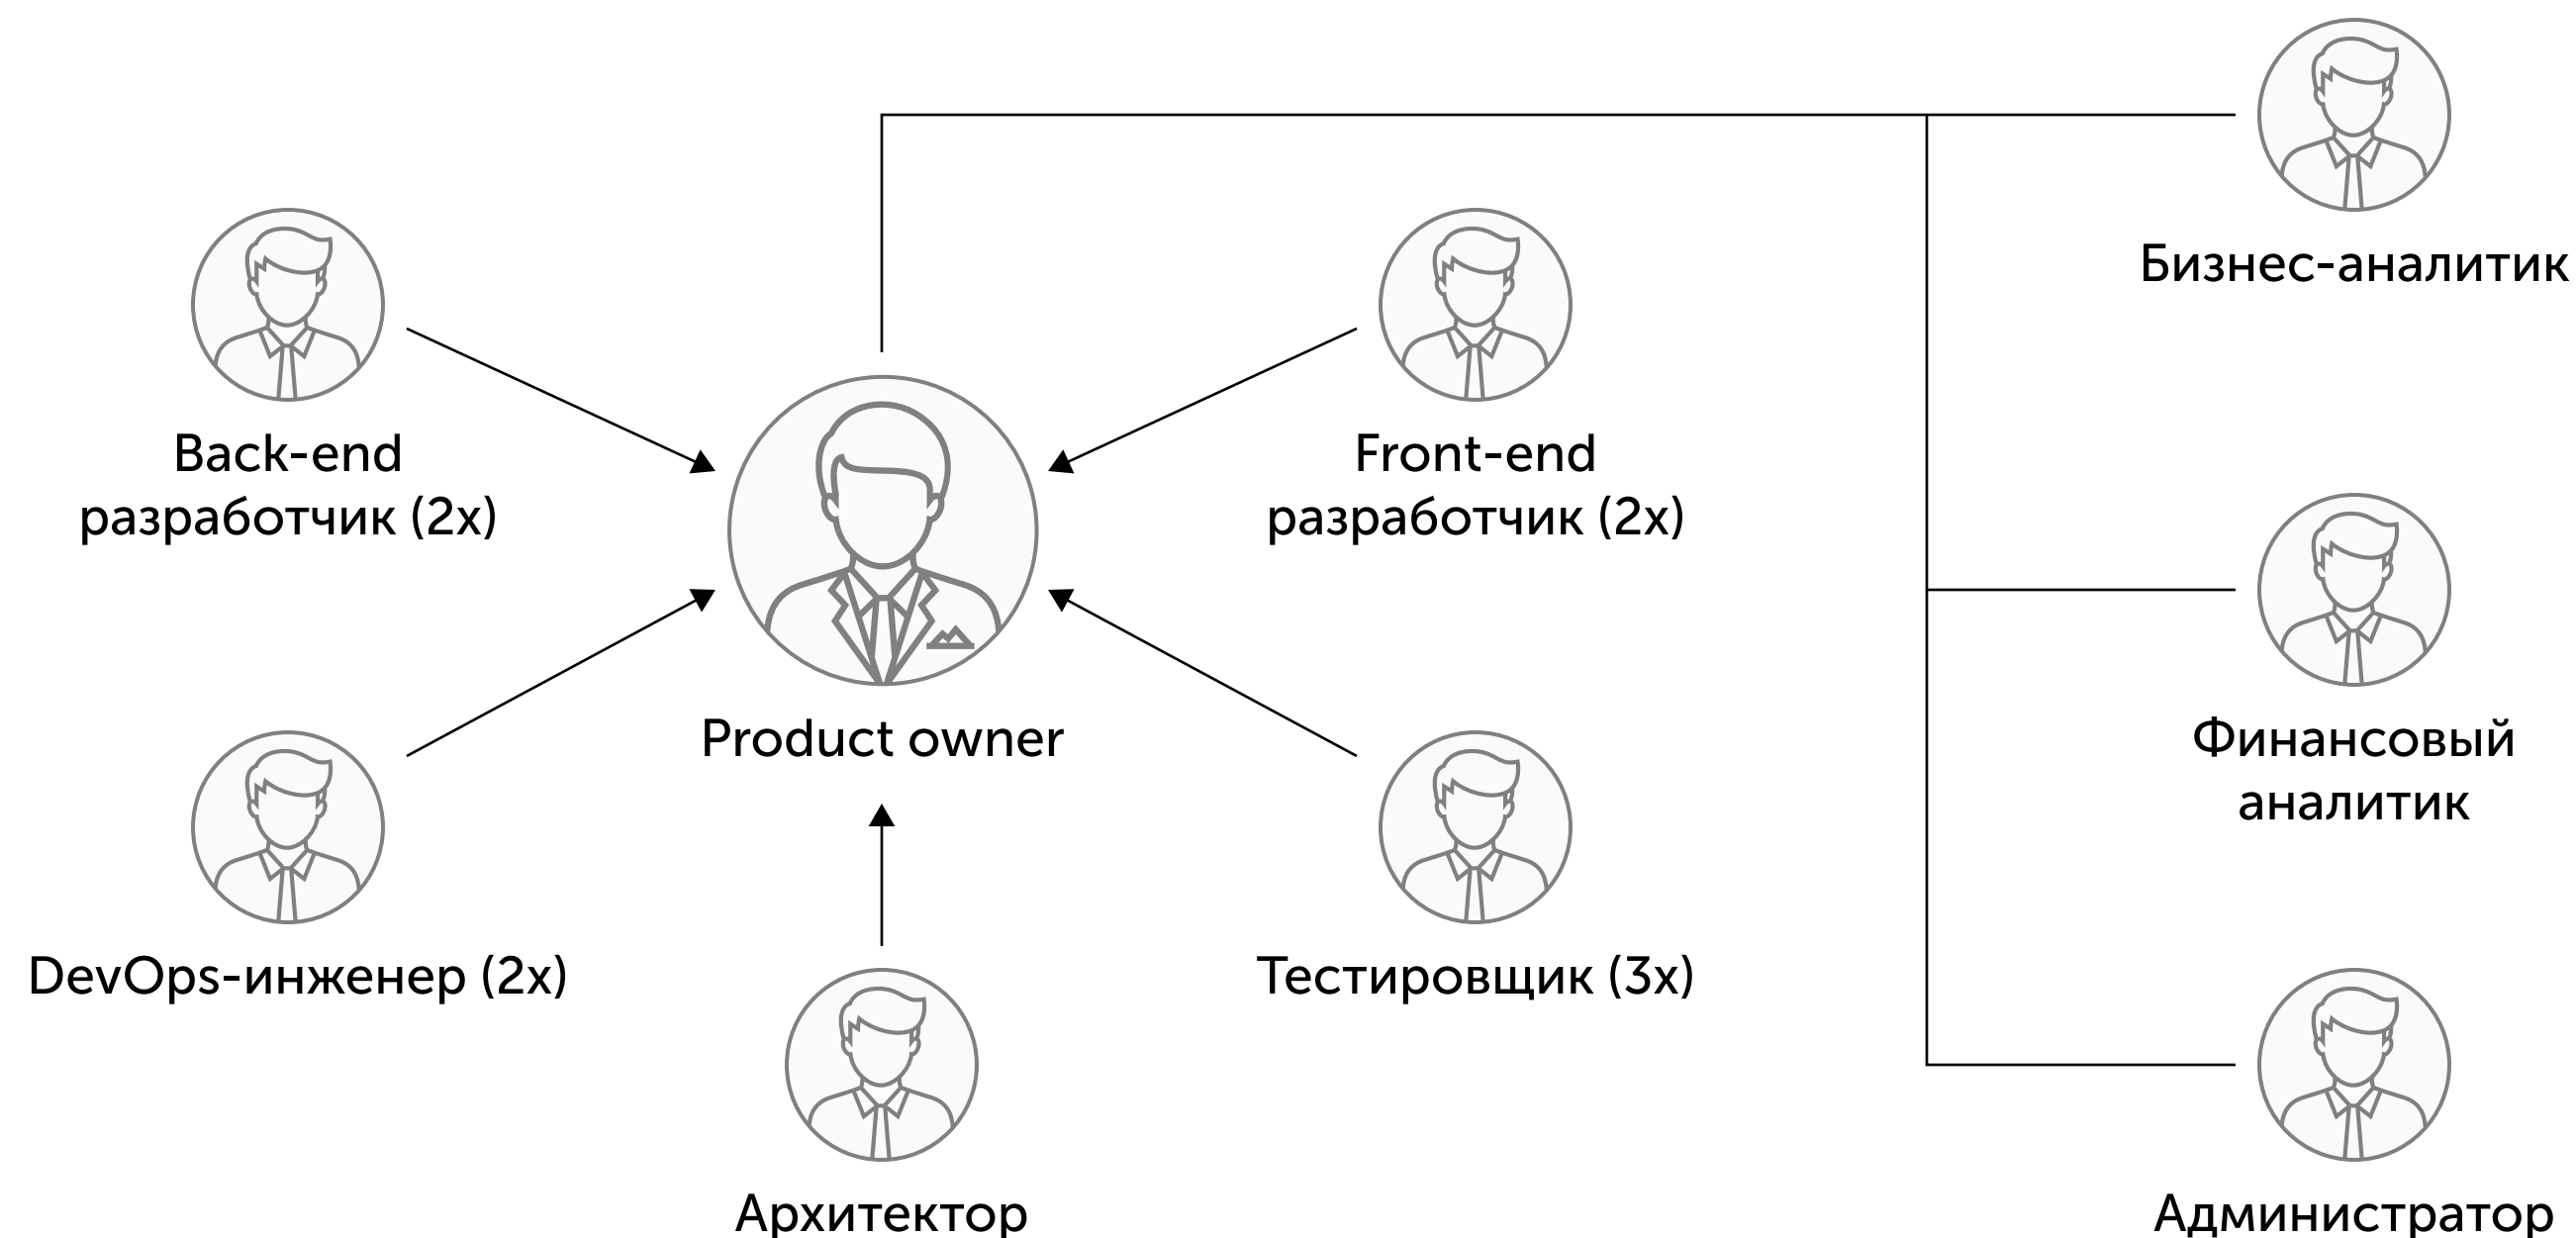 Бизнес-аналитик
Back-end
разработчик (2x)
Front-end
разработчик (2x)
Product owner
Финансовый
аналитик
DevOps-инженер (2x)
Тестировщик (3x)
Архитектор
Администратор